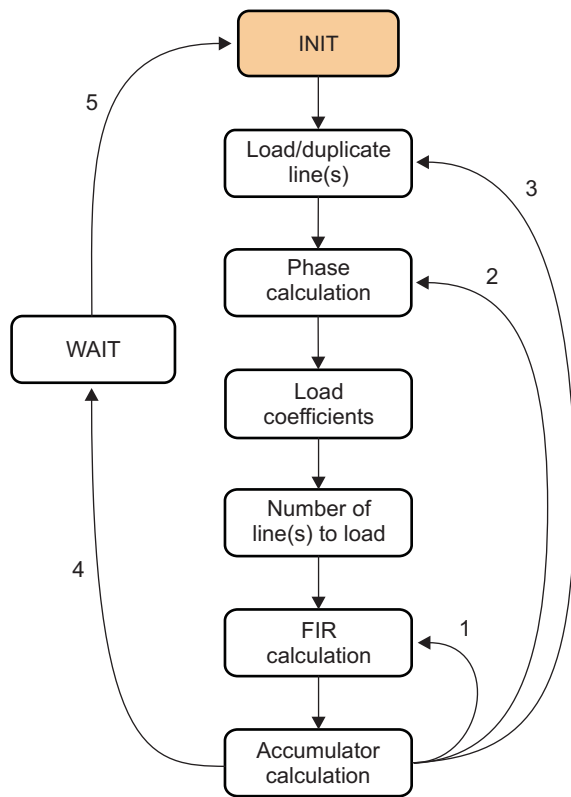 INIT
5
Load/duplicate
line(s)
3
Phase
calculation
2
WAIT
Load
coefficients
Number of
line(s) to load
4
FIR
calculation
1
Accumulator
calculation